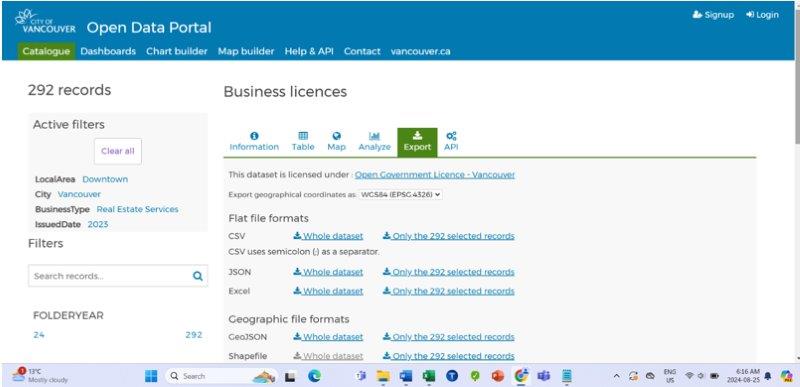 CITY OF
VANCOUVER
Open Data Portal
Signup
Login
Catalogue Dashboards Chart builder Map builder Help & API Contact vancouver.ca
292 records
Business licences
Active filters
Clear all
LocalArea Downtown
City Vancouver
BusinessType Real Estate Services
IssuedDate 2023
Filters
Search records...
FOLDERYEAR
24 292
Information Table Map Analyze Export API
This dataset is licensed under : Open Government Licence - Vancouver
Export geographical coordinates as: WGS84 (EPSG:4326)
Flat file formats
CSV Whole dataset Only the 292 selected records
CSV uses semicolon (;) as a separator.
JSON Whole dataset Only the 292 selected records
Excel Whole dataset Only the 292 selected records
Geographic file formats
GeoJSON Whole dataset Only the 292 selected records
Shapefile Whole dataset Only the 292 selected records
1
13°C
Mostly cloudy
Search
ENG
US
6:16 AM
2024-08-25